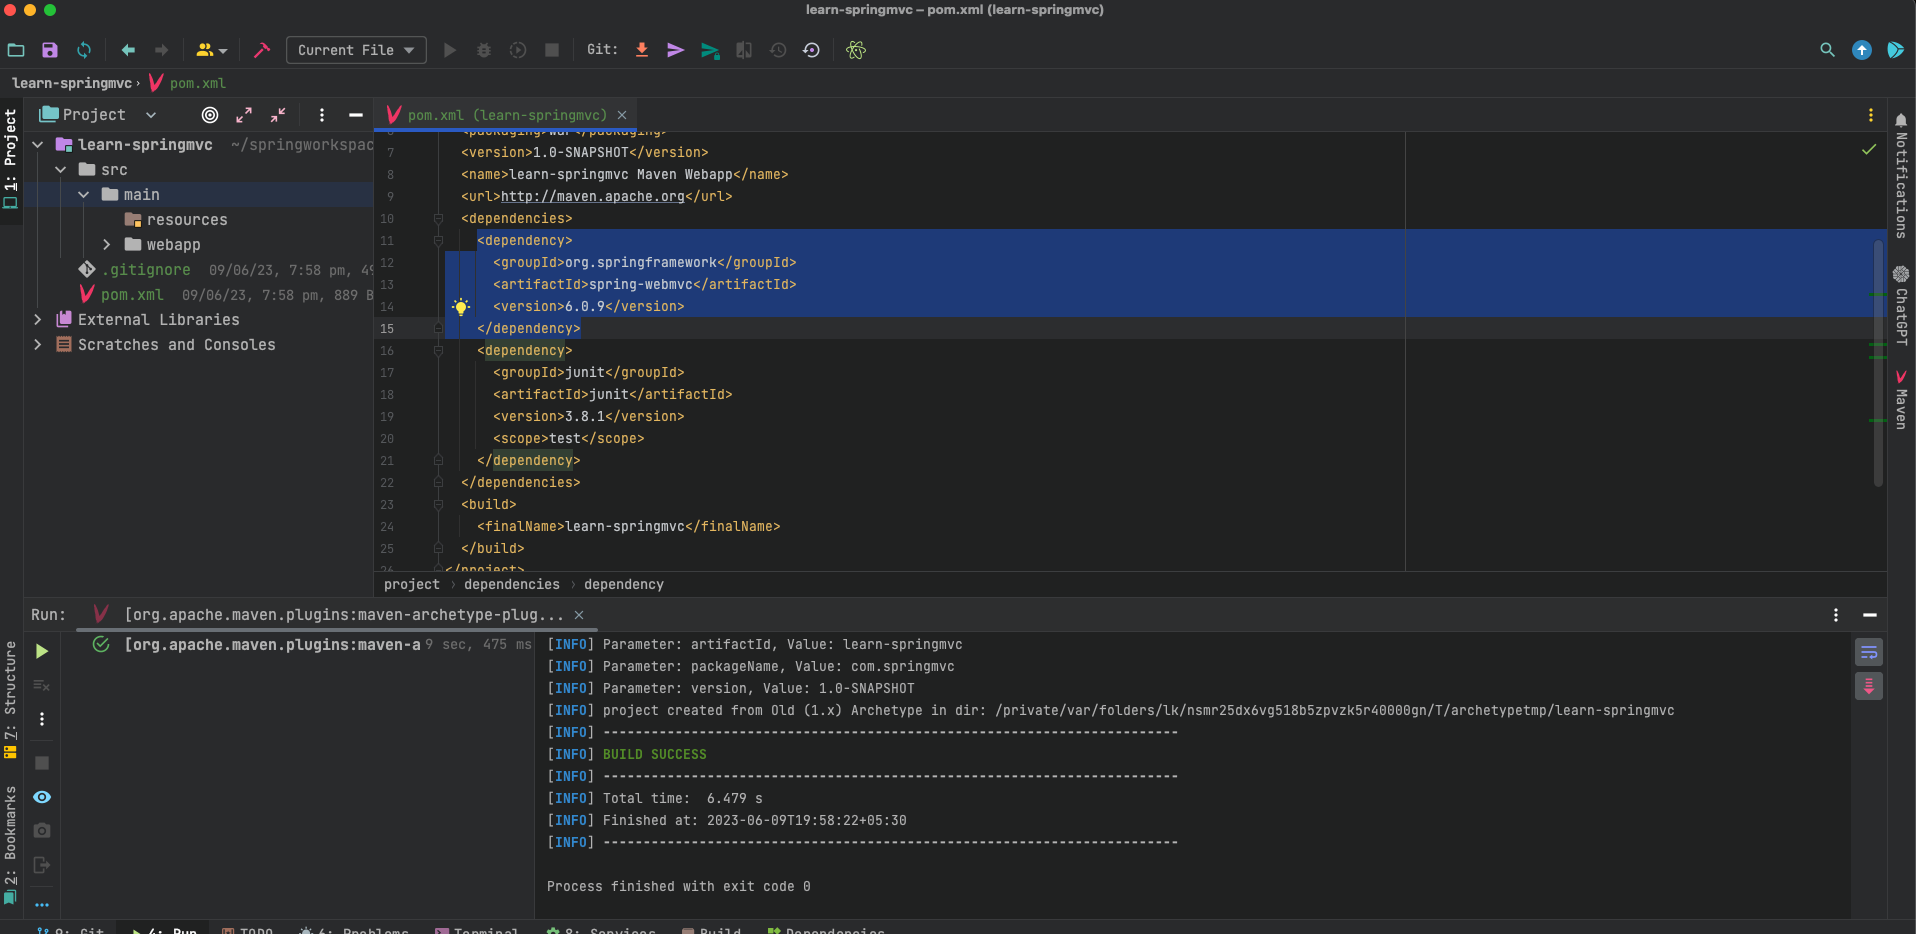 learn-springmvc – pom.xml (learn-springmvc)
Current File
Git:
learn-springmvc › pom.xml
Project
pom.xml (learn-springmvc)
1: Project
learn-springmvc ~/springworkspac
src
main
resources
webapp
.gitignore 09/06/23, 7:58 pm, 49
pom.xml 09/06/23, 7:58 pm, 889 B
External Libraries
Scratches and Consoles
6 <packaging>war</packaging>
7 <version>1.0-SNAPSHOT</version>
8 <name>learn-springmvc Maven Webapp</name>
9 <url>http://maven.apache.org</url>
10 <dependencies>
11 <dependency>
12 <groupId>org.springframework</groupId>
13 <artifactId>spring-webmvc</artifactId>
14 <version>6.0.9</version>
15 </dependency>
16 <dependency>
17 <groupId>junit</groupId>
18 <artifactId>junit</artifactId>
19 <version>3.8.1</version>
20 <scope>test</scope>
21 </dependency>
22 </dependencies>
23 <build>
24 <finalName>learn-springmvc</finalName>
25 </build>
26 </project>
project › dependencies › dependency
Notifications
ChatGPT
Maven
Run: [org.apache.maven.plugins:maven-archetype-plug...
[org.apache.maven.plugins:maven-a 9 sec, 475 ms
[INFO] Parameter: artifactId, Value: learn-springmvc
[INFO] Parameter: packageName, Value: com.springmvc
[INFO] Parameter: version, Value: 1.0-SNAPSHOT
[INFO] project created from Old (1.x) Archetype in dir: /private/var/folders/lk/nsmr25dx6vg518b5zpvzk5r40000gn/T/archetypetmp/learn-springmvc
[INFO] ------------------------------------------------------------------------
[INFO] BUILD SUCCESS
[INFO] ------------------------------------------------------------------------
[INFO] Total time:  6.479 s
[INFO] Finished at: 2023-06-09T19:58:22+05:30
[INFO] ------------------------------------------------------------------------
Process finished with exit code 0
7: Structure
2: Bookmarks
9: Git 4: Run TODO 6: Problems Terminal 8: Services Build Dependencies